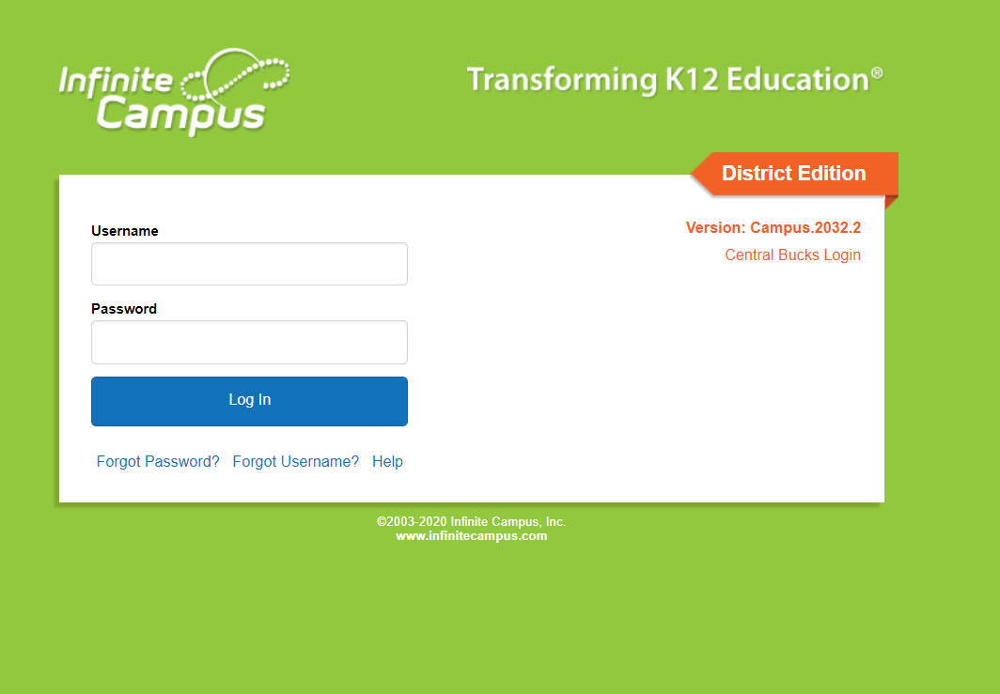 Infinite
Campus
Transforming K12 Education®
District Edition
Version: Campus.2032.2
Central Bucks Login
Username
Password
Log In
Forgot Password? Forgot Username? Help
©2003-2020 Infinite Campus, Inc.
www.infinitecampus.com